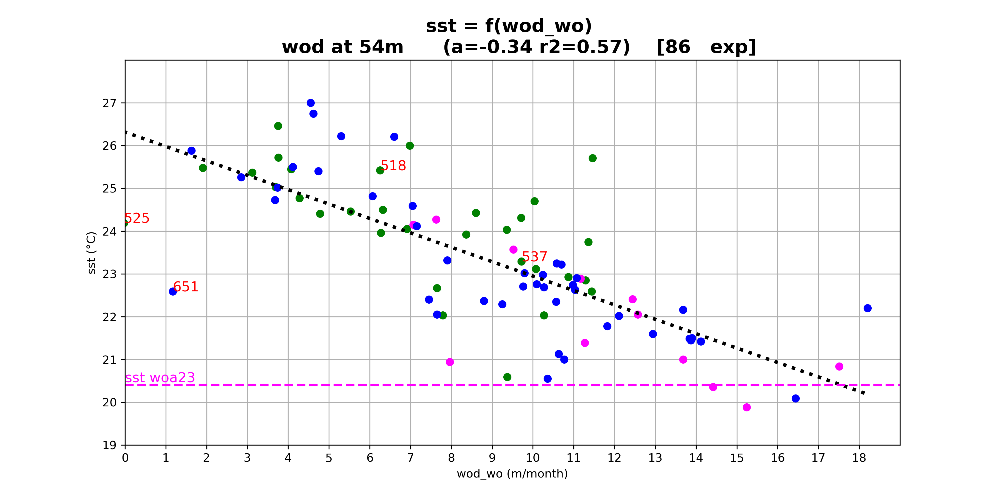 sst = f(wod_wo)
wod at 54m (a=-0.34 r2=0.57) [86 exp]
27
26
25
24
23
22
21
20
19
sst (°C)
518
525
537
651
sst woa23
0 1 2 3 4 5 6 7 8 9 10 11 12 13 14 15 16 17 18
wod_wo (m/month)